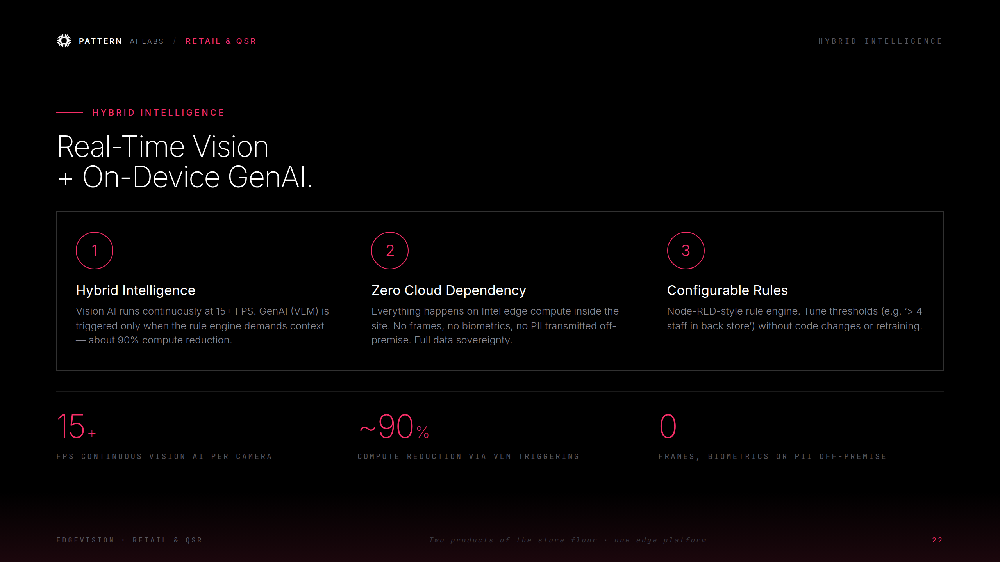 PATTERN AI LABS / RETAIL & QSR
HYBRID INTELLIGENCE
HYBRID INTELLIGENCE
Real-Time Vision
+ On-Device GenAI.
1
Hybrid Intelligence
Vision AI runs continuously at 15+ FPS. GenAI (VLM) is
triggered only when the rule engine demands context
— about 90% compute reduction.
2
Zero Cloud Dependency
Everything happens on Intel edge compute inside the
site. No frames, no biometrics, no PII transmitted off-
premise. Full data sovereignty.
3
Configurable Rules
Node-RED-style rule engine. Tune thresholds (e.g. ‘> 4
staff in back store’) without code changes or retraining.
15+
FPS CONTINUOUS VISION AI PER CAMERA
~90%
COMPUTE REDUCTION VIA VLM TRIGGERING
0
FRAMES, BIOMETRICS OR PII OFF-PREMISE
EDGEVISION · RETAIL & QSR
Two products of the store floor · one edge platform
22